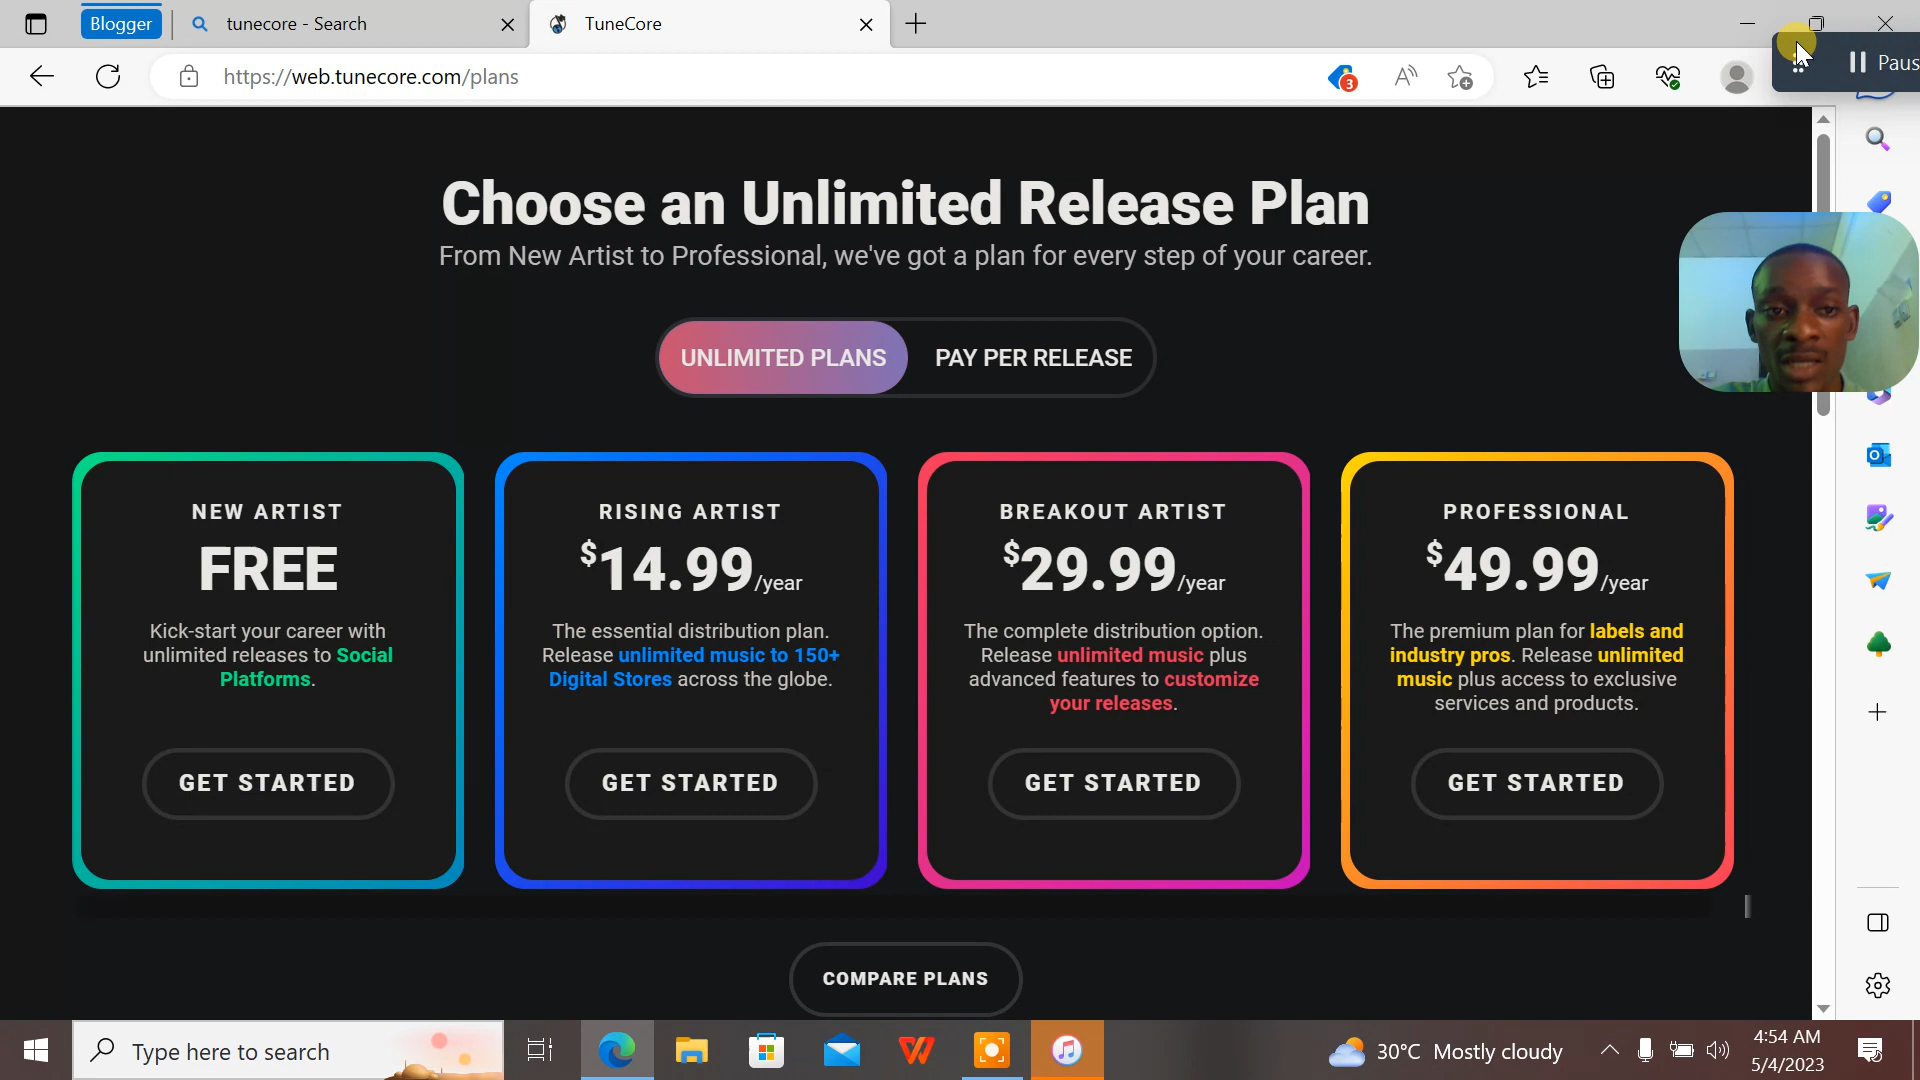 Blogger
tunecore - Search
TuneCore
https://web.tunecore.com/plans
3
Paus
Choose an Unlimited Release Plan
From New Artist to Professional, we've got a plan for every step of your career.
UNLIMITED PLANS
PAY PER RELEASE
NEW ARTIST
FREE
Kick-start your career with
unlimited releases to Social
Platforms.
GET STARTED
RISING ARTIST
$14.99/year
The essential distribution plan.
Release unlimited music to 150+
Digital Stores across the globe.
GET STARTED
BREAKOUT ARTIST
$29.99/year
The complete distribution option.
Release unlimited music plus
advanced features to customize
your releases.
GET STARTED
PROFESSIONAL
$49.99/year
The premium plan for labels and
industry pros. Release unlimited
music plus access to exclusive
services and products.
GET STARTED
COMPARE PLANS
Type here to search
30°C Mostly cloudy
4:54 AM
5/4/2023